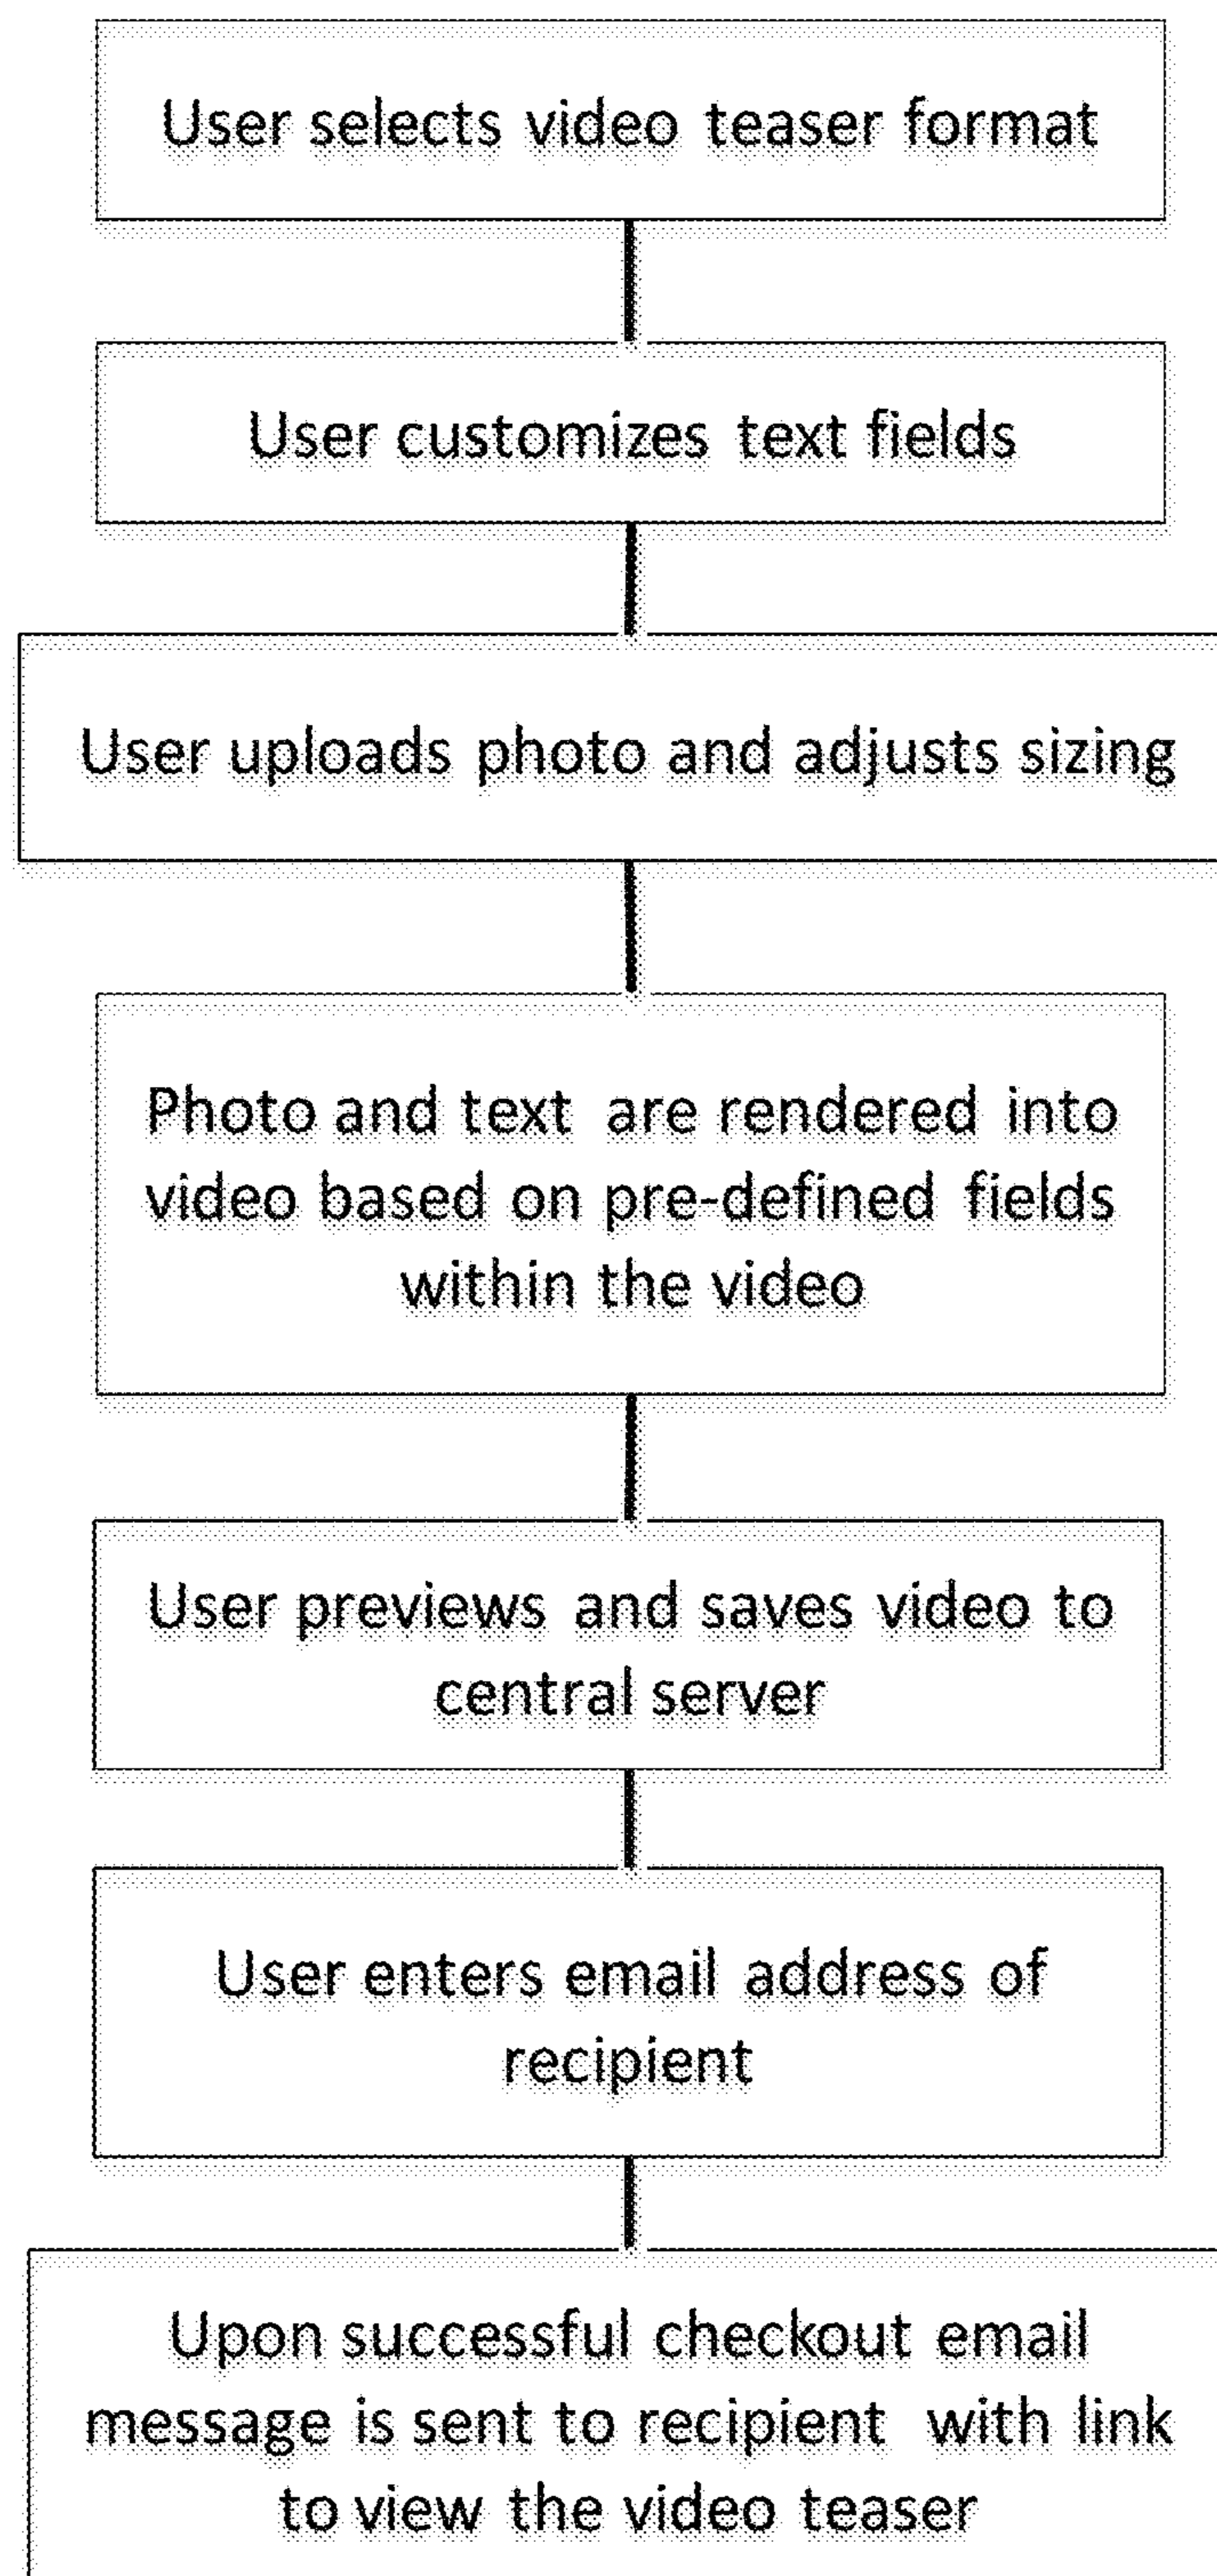 User selects video teaser format
User customizes text fields
User uploads photo and adjusts sizing
Photo and text are rendered into
video based on pre-defined fields
within the video
User previews and saves video to
central server
User enters email address of
recipient
Upon successful checkout email
message is sent to recipient with link
to view the video teaser